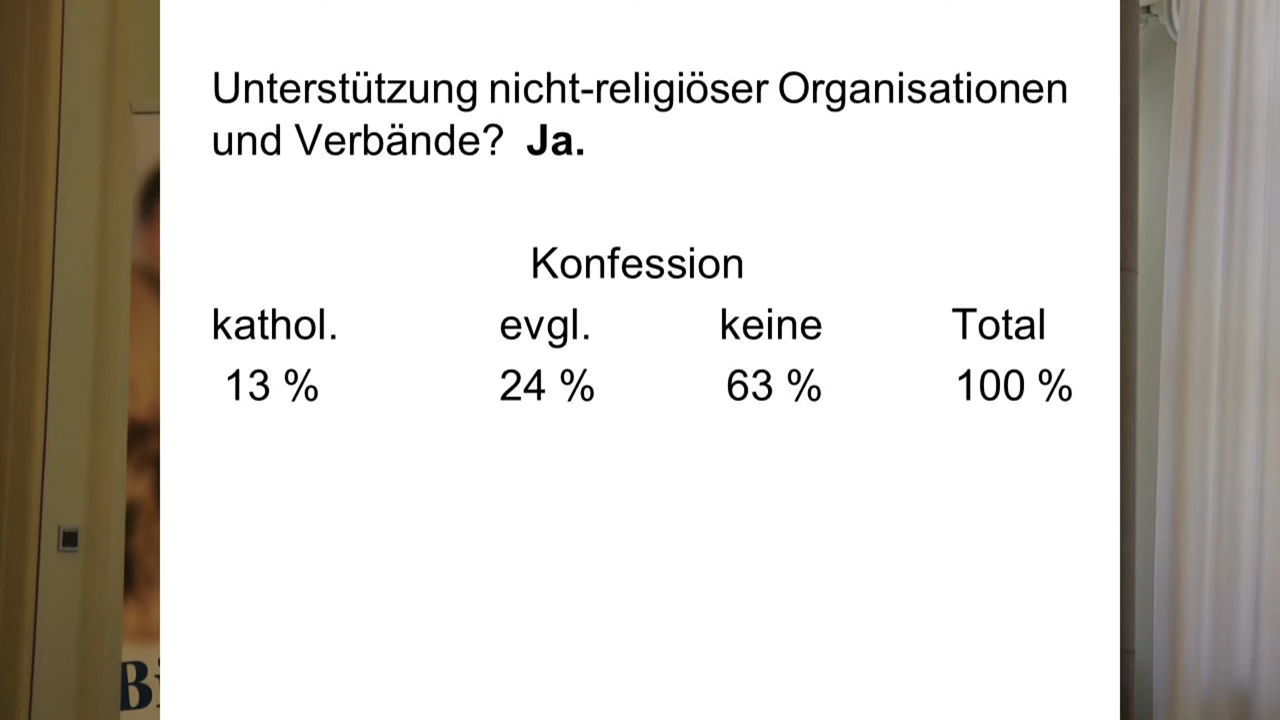 Unterstützung nicht-religiöser Organisationen
und Verbände? Ja.
Konfession
kathol. evgl. keine Total
13 % 24 % 63 % 100 %